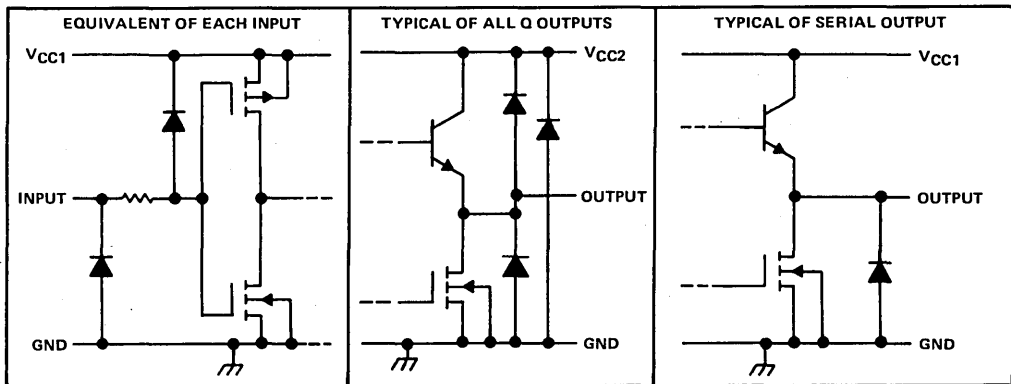 EQUIVALENT OF EACH INPUT
VCC1
INPUT
GND
TYPICAL OF ALL Q OUTPUTS
VCC2
OUTPUT
GND
TYPICAL OF SERIAL OUTPUT
VCC1
OUTPUT
GND